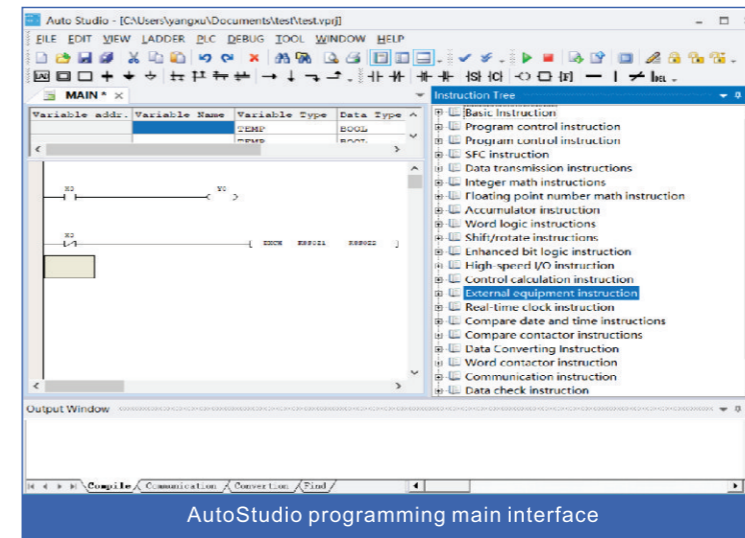 Auto Studio - [C:\Users\yangxu\Documents\test\test.vprj]
FILE EDIT VIEW LADDER PLC DEBUG TOOL WINDOW HELP
MAIN *
Variable addr. Variable Name Variable Type Data Type
TEMP BOOL
TEMP BOOL
Y0
Instruction Tree
Basic Instruction
Program control instruction
Program control instruction
SFC instruction
Data transmission instructions
Integer math instructions
Floating point number math instruction
Accumulator instruction
Word logic instructions
Shift/rotate instructions
Enhanced bit logic instruction
High-speed I/O instruction
Control calculation instruction
External equipment instruction
Real-time clock instruction
Compare date and time instructions
Compare contactor instructions
Data Converting Instruction
Word contactor instruction
Communication instruction
Data check instruction
Output Window
Compile Communication Convertion Find
AutoStudio programming main interface